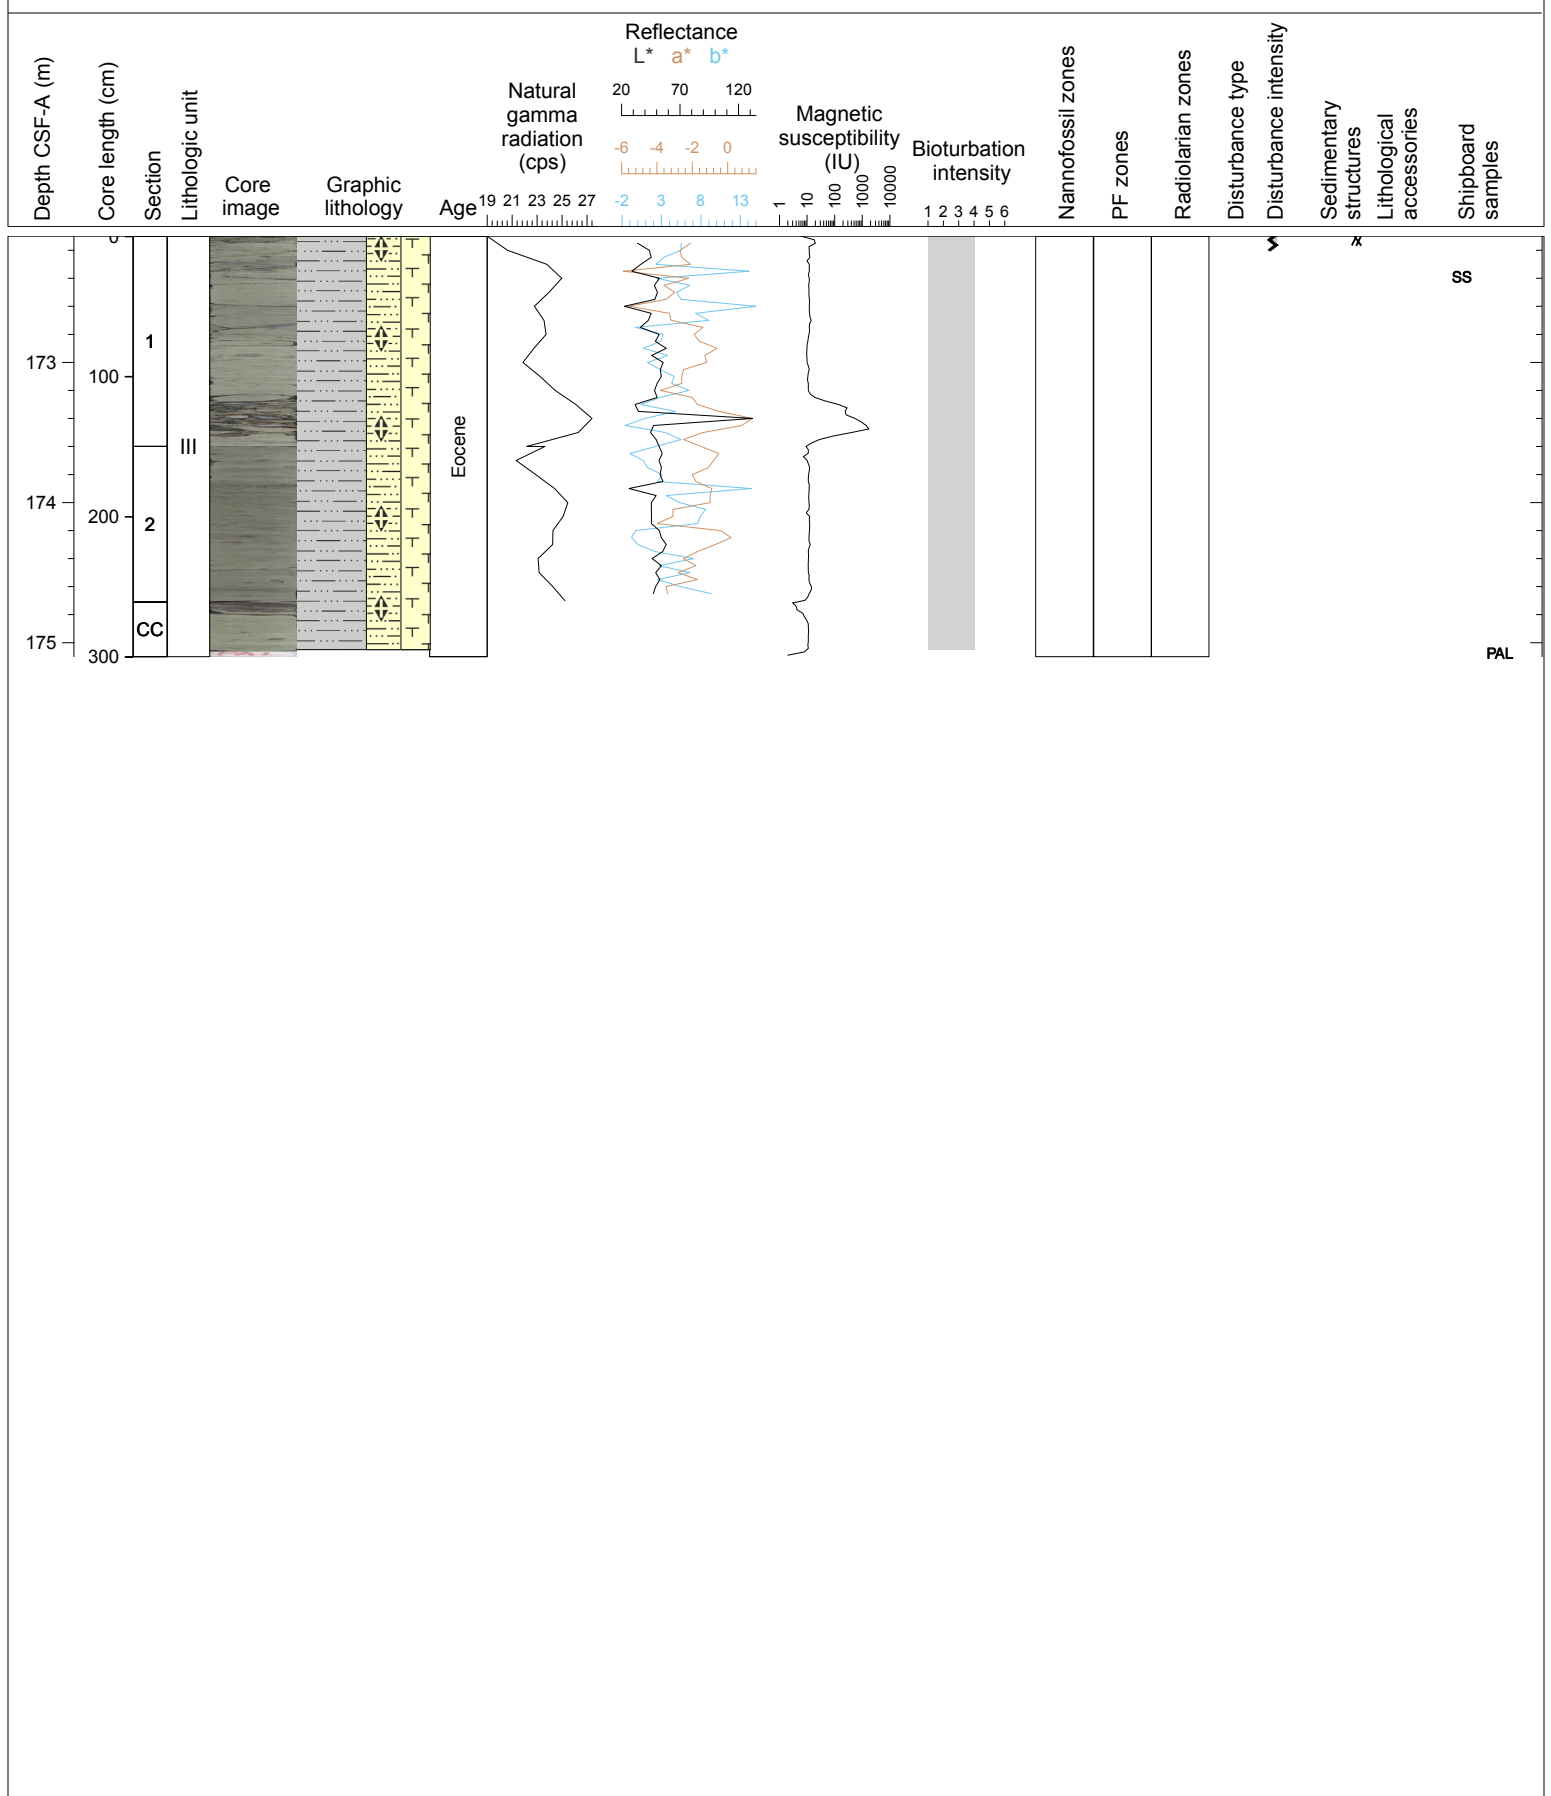 Depth CSF-A (m)
Core length (cm)
Section
Lithologic unit
Core
image
Graphic
lithology
Age
Natural
gamma
radiation
(cps)
19 21 23 25 27
Reflectance
L* a* b*
20 70 120
-6 -4 -2 0
-2 3 8 13
Magnetic
susceptibility
(IU)
1 10 100 1000 10000
Bioturbation
intensity
1 2 3 4 5 6
Nannofossil zones
PF zones
Radiolarian zones
Disturbance type
Disturbance intensity
Sedimentary
structures
Lithological
accessories
Shipboard
samples
0
SS
1
173
100
III
Eocene
174
200
2
CC
175
300
PAL